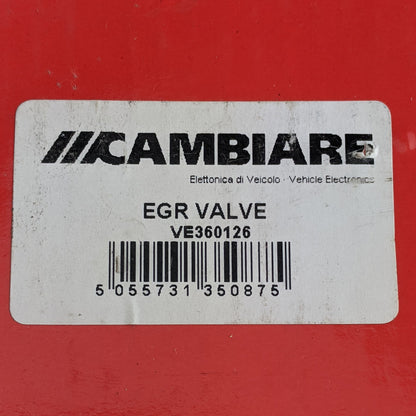 CAMBIARE
Elettonica di Veicolo · Vehicle Electronics
EGR VALVE
VE360126
5 055731 350875